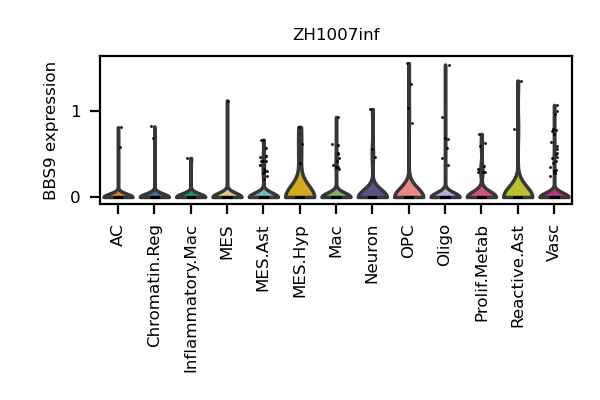 ZH1007inf
BBS9 expression
1
0
AC
Chromatin.Reg
Inflammatory.Mac
MES
MES.Ast
MES.Hyp
Mac
Neuron
OPC
Oligo
Prolif.Metab
Reactive.Ast
Vasc